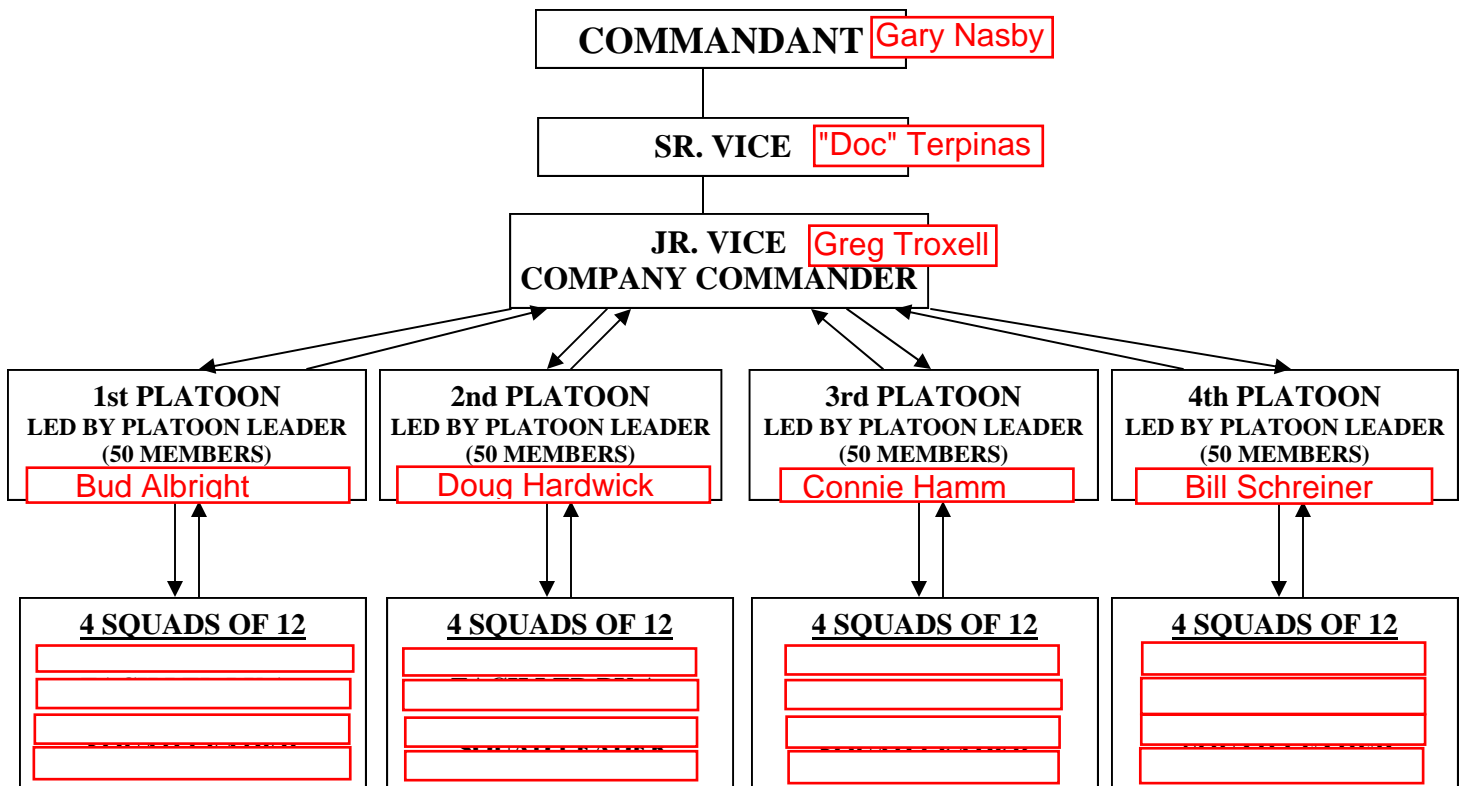 COMMANDANT Gary Nasby
SR. VICE "Doc" Terpinas
JR. VICE Greg Troxell
COMPANY COMMANDER
1st PLATOON
LED BY PLATOON LEADER
(50 MEMBERS)
Bud Albright
2nd PLATOON
LED BY PLATOON LEADER
(50 MEMBERS)
Doug Hardwick
3rd PLATOON
LED BY PLATOON LEADER
(50 MEMBERS)
Connie Hamm
4th PLATOON
LED BY PLATOON LEADER
(50 MEMBERS)
Bill Schreiner
4 SQUADS OF 12
4 SQUADS OF 12
4 SQUADS OF 12
4 SQUADS OF 12